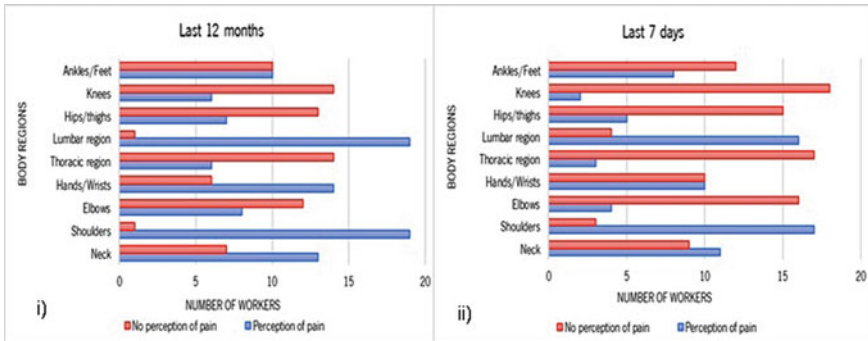 Last 12 months
BODY REGIONS
Ankles/Feet
Knees
Hips/thighs
Lumbar region
Thoracic region
Hands/Wrists
Elbows
Shoulders
Neck
0 5 10 15 20
NUMBER OF WORKERS
i)
No perception of pain Perception of pain
Last 7 days
BODY REGIONS
Ankles/Feet
Knees
Hips/thighs
Lumbar region
Thoracic region
Hands/Wrists
Elbows
Shoulders
Neck
0 5 10 15 20
NUMBER OF WORKERS
ii)
No perception of pain Perception of pain